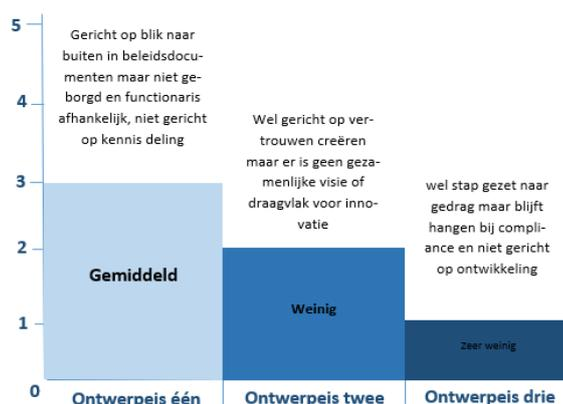 5
Gericht op blik naar
buiten in beleidsdocu-
menten maar niet ge-
borgd en functionaris
afhankelijk, niet gericht
op kennis deling
4
Wel gericht op ver-
trouwen creëren
maar er is geen geza-
menlijke visie of
draagvlak voor inno-
vatie
3
wel stap gezet naar
gedrag maar blijft
hangen bij compli-
ance en niet gericht
op ontwikkeling
2
Gemiddeld
Weinig
1
Zeer weinig
0
Ontwerpeis één
Ontwerpeis twee
Ontwerpeis drie